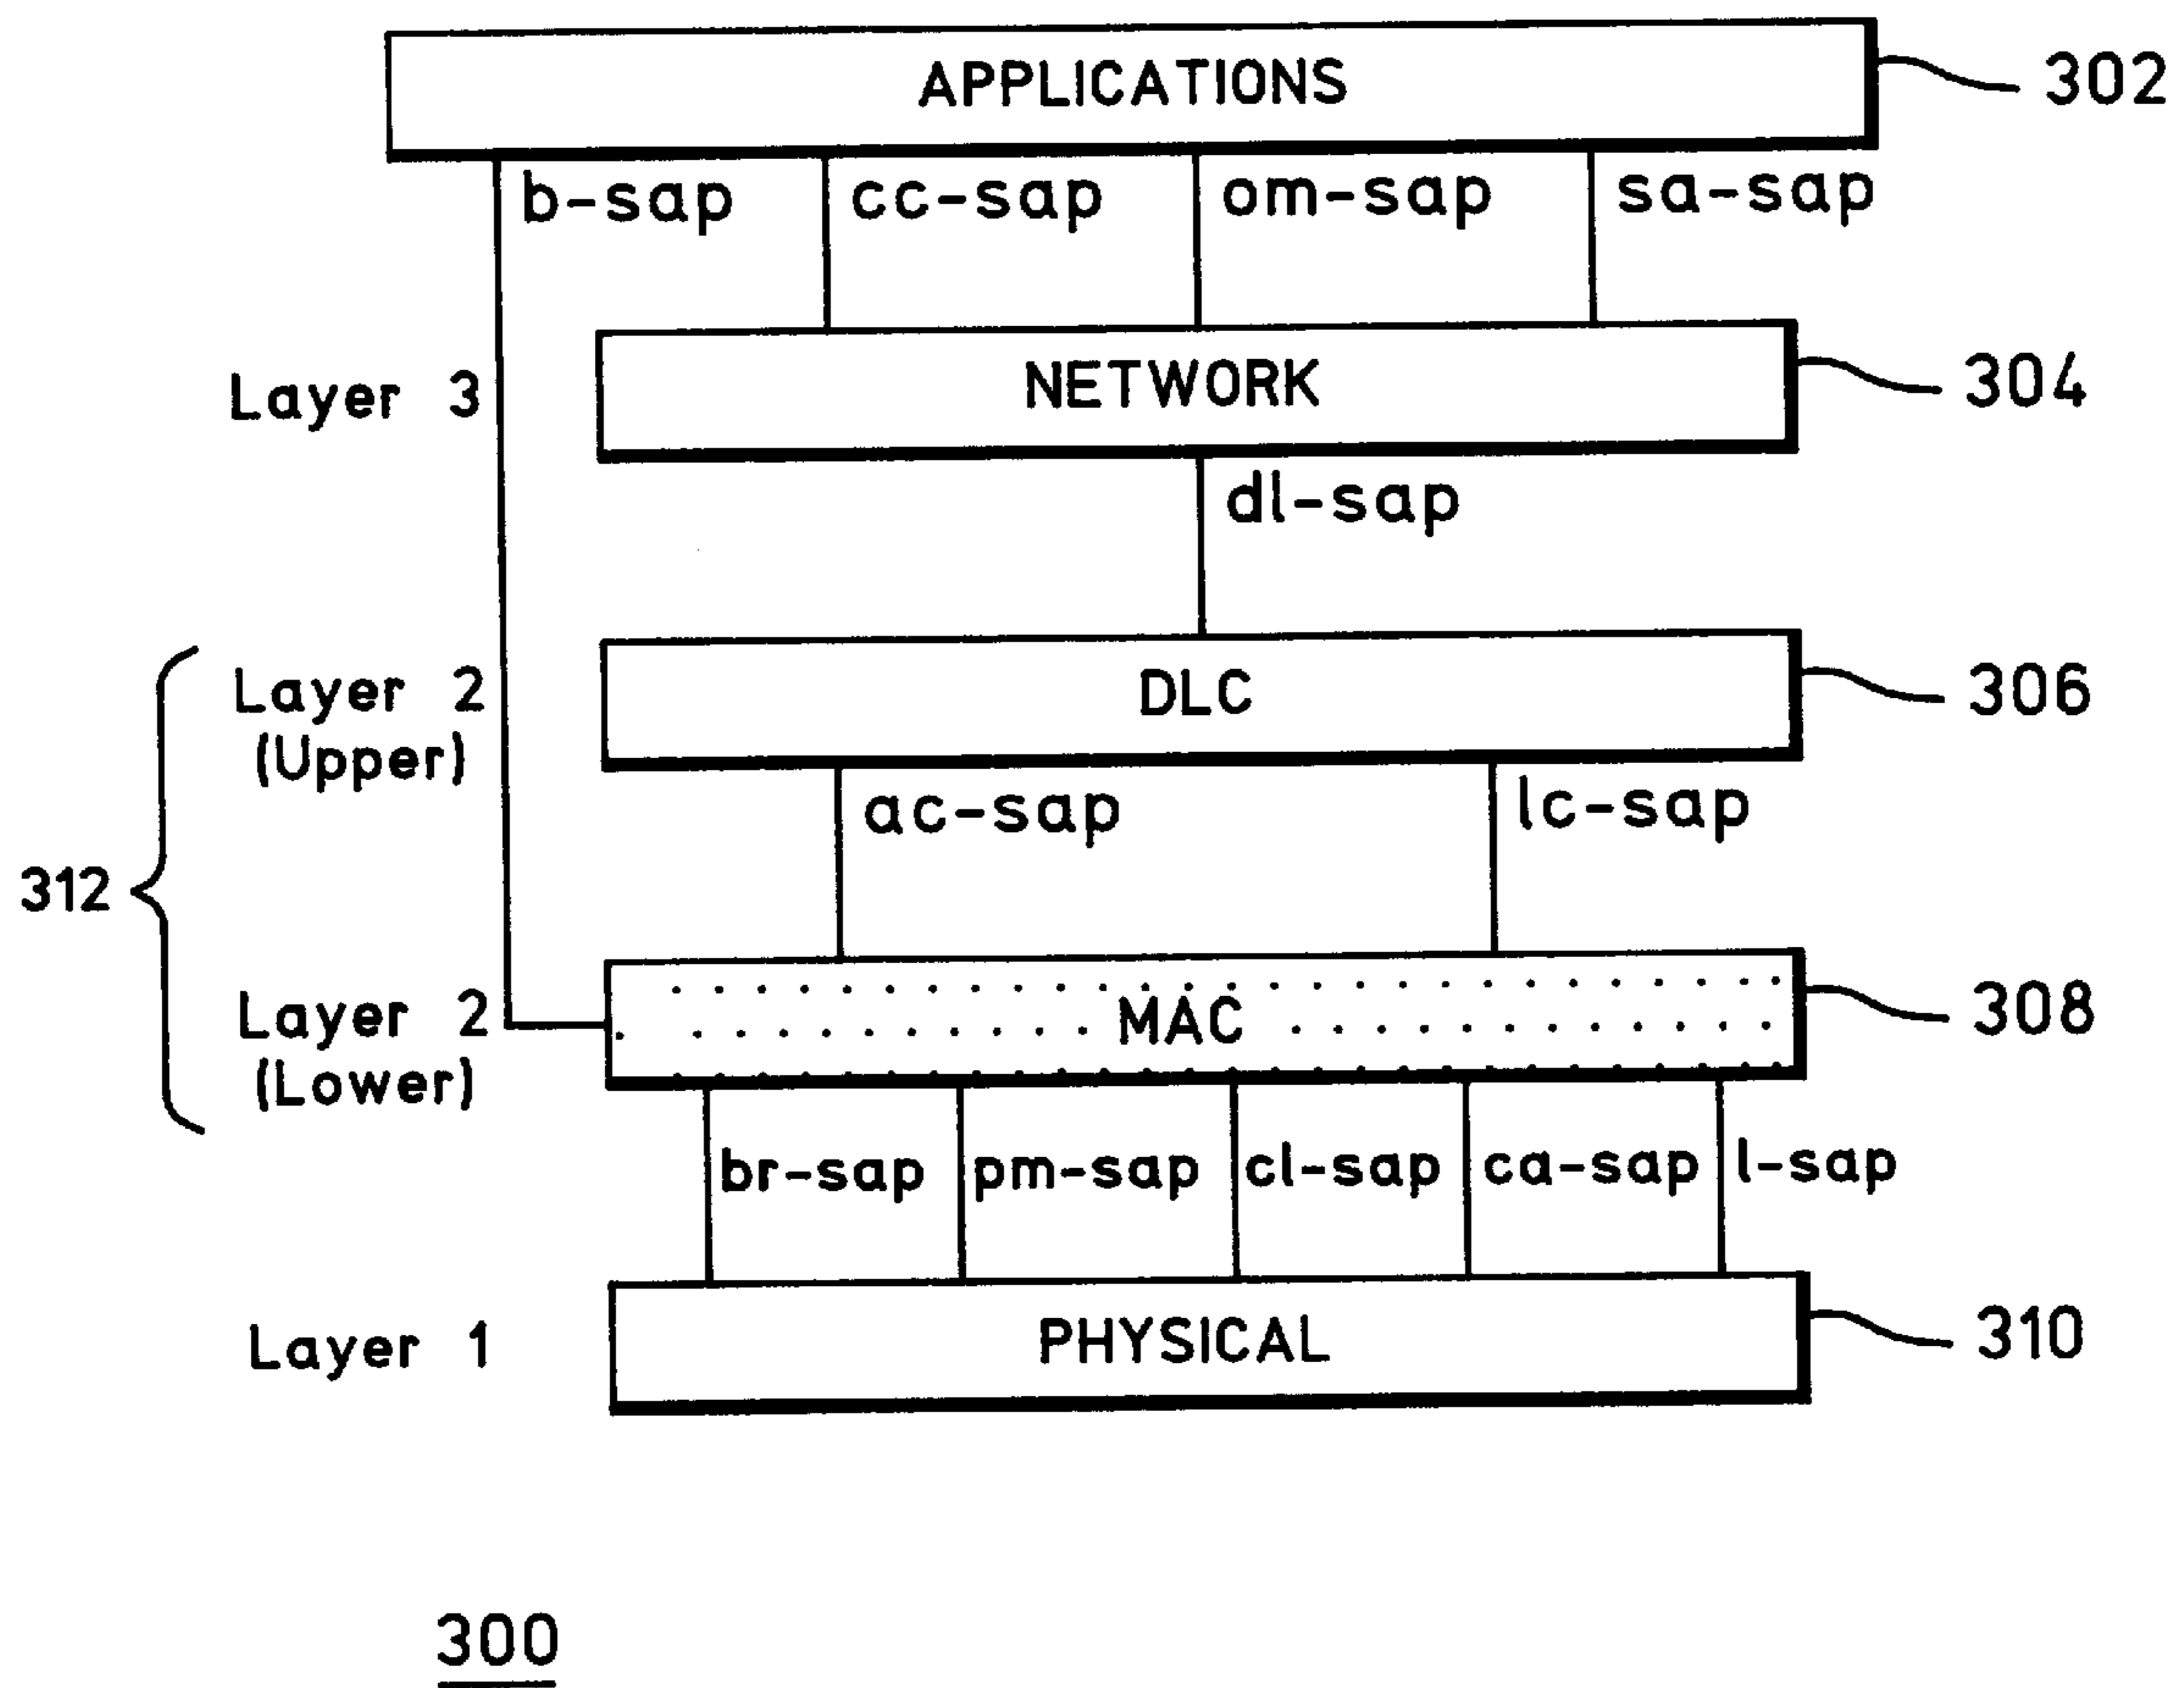 APPLICATIONS
302
b-sap
cc-sap
om-sap
sa-sap
Layer 3
NETWORK
304
dl-sap
Layer 2
(Upper)
DLC
306
ac-sap
lc-sap
312
Layer 2
(Lower)
MAC
308
br-sap
pm-sap
cl-sap
ca-sap
l-sap
Layer 1
PHYSICAL
310
300